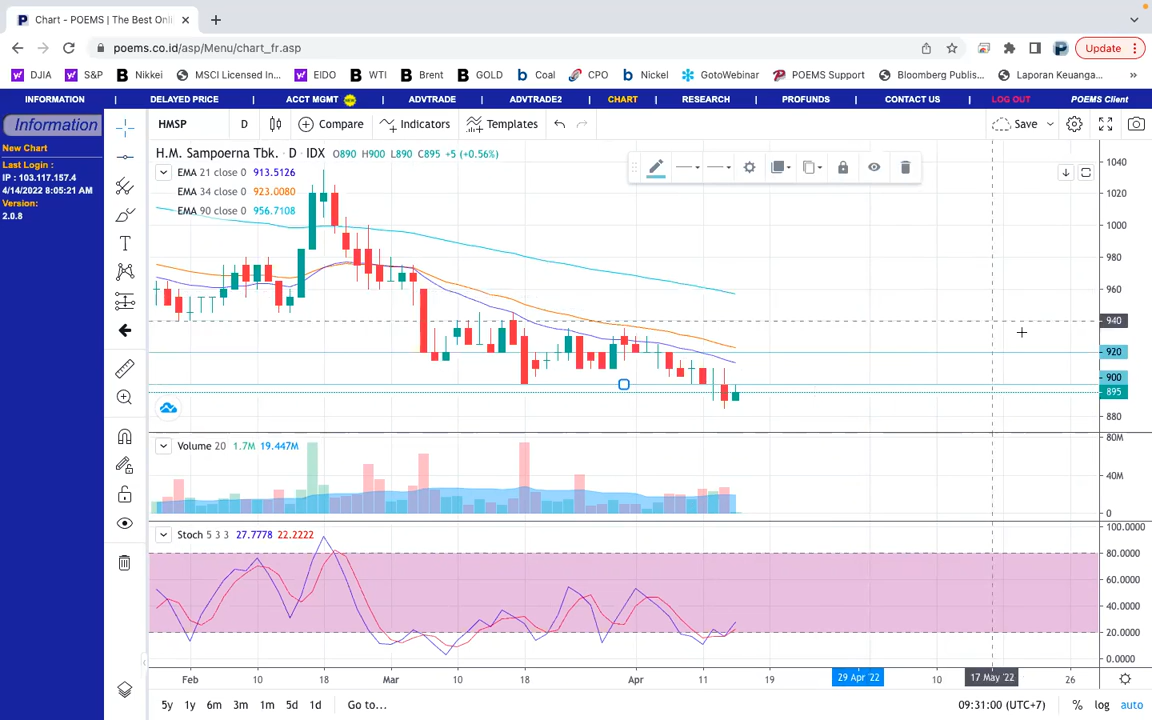 Chart - POEMS | The Best Onli
poems.co.id/asp/Menu/chart_fr.asp
Update
DJIA
S&P
Nikkei
MSCI Licensed In...
EIDO
WTI
Brent
GOLD
Coal
CPO
Nickel
GotoWebinar
POEMS Support
Bloomberg Publis...
Laporan Keuanga...
»
INFORMATION | DELAYED PRICE | ACCT MGMT NEW | ADVTRADE | ADVTRADE2 | CHART | RESEARCH | PROFUNDS | CONTACT US | LOG OUT POEMS Client
Information
New Chart
Last Login :
IP : 103.117.157.4
4/14/2022 8:05:21 AM
Version:
2.0.8
HMSP D Compare Indicators Templates Save
H.M. Sampoerna Tbk. · D · IDX O890 H900 L890 C895 +5 (+0.56%)
EMA 21 close 0 913.5126
EMA 34 close 0 923.0080
EMA 90 close 0 956.7108
1040
1020
1000
980
960
940
920
900
895
880
Volume 20 1.7M 19.447M
80M
40M
0
Stoch 5 3 3 27.7778 22.2222
100.0000
80.0000
60.0000
40.0000
20.0000
0.0000
Feb 10 18 Mar 10 18 Apr 11 19 29 Apr '22 10 17 May '22 26
5y 1y 6m 3m 1m 5d 1d Go to... 09:31:00 (UTC+7) % log auto